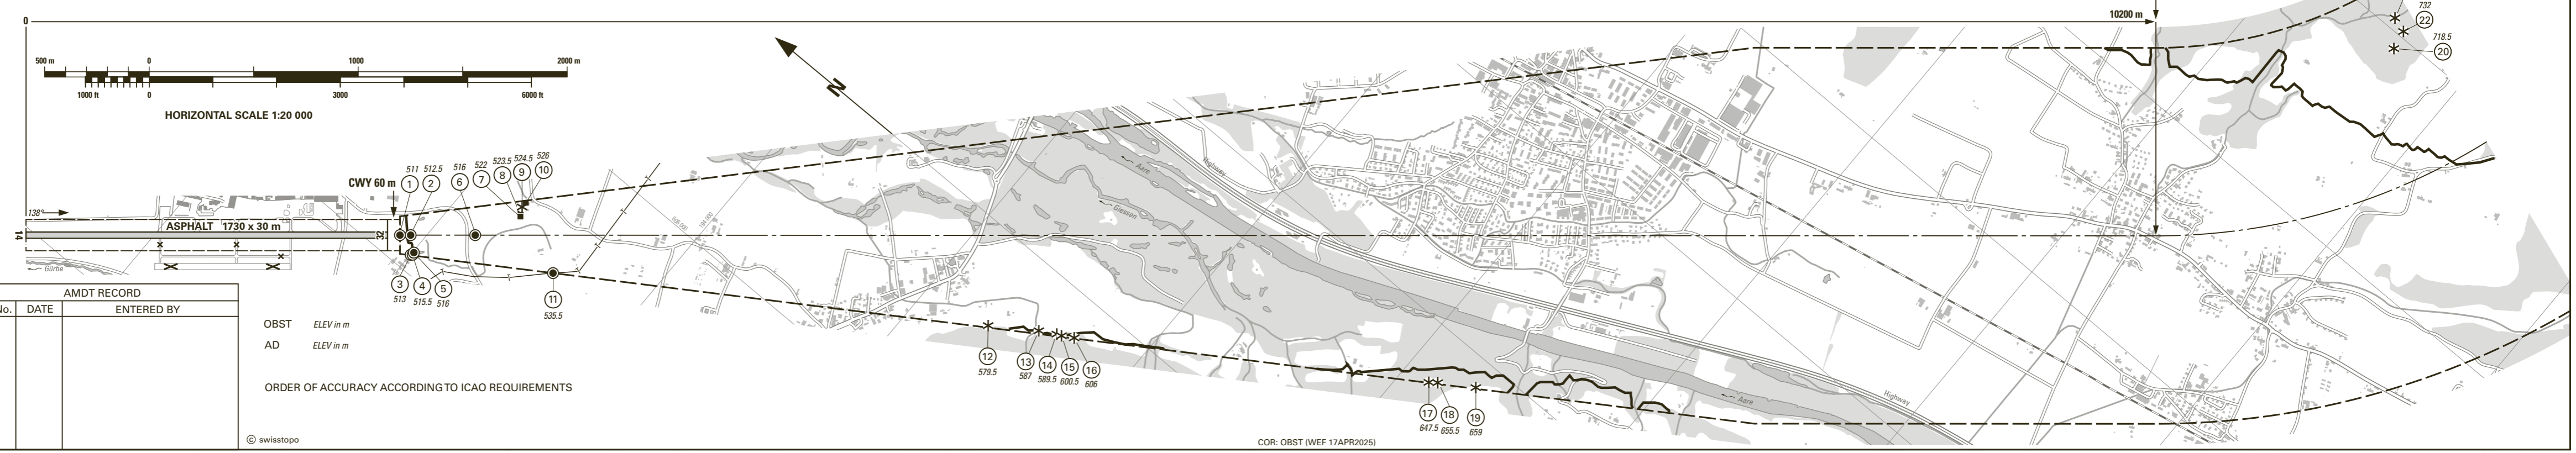 0
10200 m
732
22
718.5
20
500 m 0 1000 2000 m
1000 ft 0 3000 6000 ft
HORIZONTAL SCALE 1:20 000
N
CWY 60 m
511 512.5 516 522 523.5 524.5 526
1 2 6 7 8 9 10
138°
ASPHALT 1730 x 30 m
14
32
Gürbe
3 4 5
513 515.5 516
11
535.5
Aare
Giessen
Highway
12
579.5
13 14 15 16
587 589.5 600.5 606
17 18 19
647.5 655.5 659
Aare
Highway
AMDT RECORD
No. DATE ENTERED BY
OBST ELEV in m
AD ELEV in m
ORDER OF ACCURACY ACCORDING TO ICAO REQUIREMENTS
© swisstopo
COR: OBST (WEF 17APR2025)